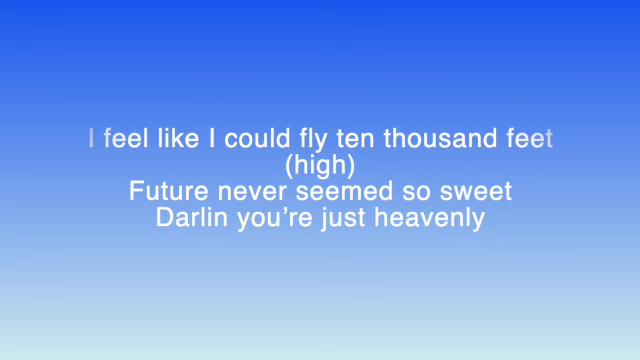 I feel like I could fly ten thousand feet
(high)
Future never seemed so sweet
Darlin you’re just heavenly